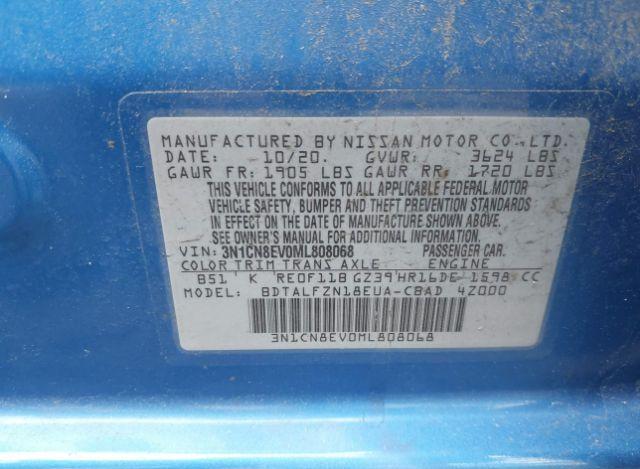 MANUFACTURED BY NISSAN MOTOR CO.,LTD.
DATE: 10/20. GVWR: 3624 LBS
GAWR FR: 1905 LBS GAWR RR: 1720 LBS
THIS VEHICLE CONFORMS TO ALL APPLICABLE FEDERAL MOTOR
VEHICLE SAFETY, BUMPER AND THEFT PREVENTION STANDARDS
IN EFFECT ON THE DATE OF MANUFACTURE SHOWN ABOVE.
SEE OWNER'S MANUAL FOR ADDITIONAL INFORMATION.
VIN: 3N1CN8EV0ML808068 PASSENGER CAR.
COLOR TRIM TRANS AXLE ENGINE
B51 K RE0F11B GZ39 HR16DE 1598 CC
MODEL: BDTALFZN18EUA-C8AD 4Z000
3N1CN8EV0ML808068